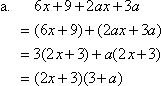 a. 6x+9+2ax+3a
=(6x+9)+(2ax+3a)
=3(2x+3)+a(2x+3)
=(2x+3)(3+a)